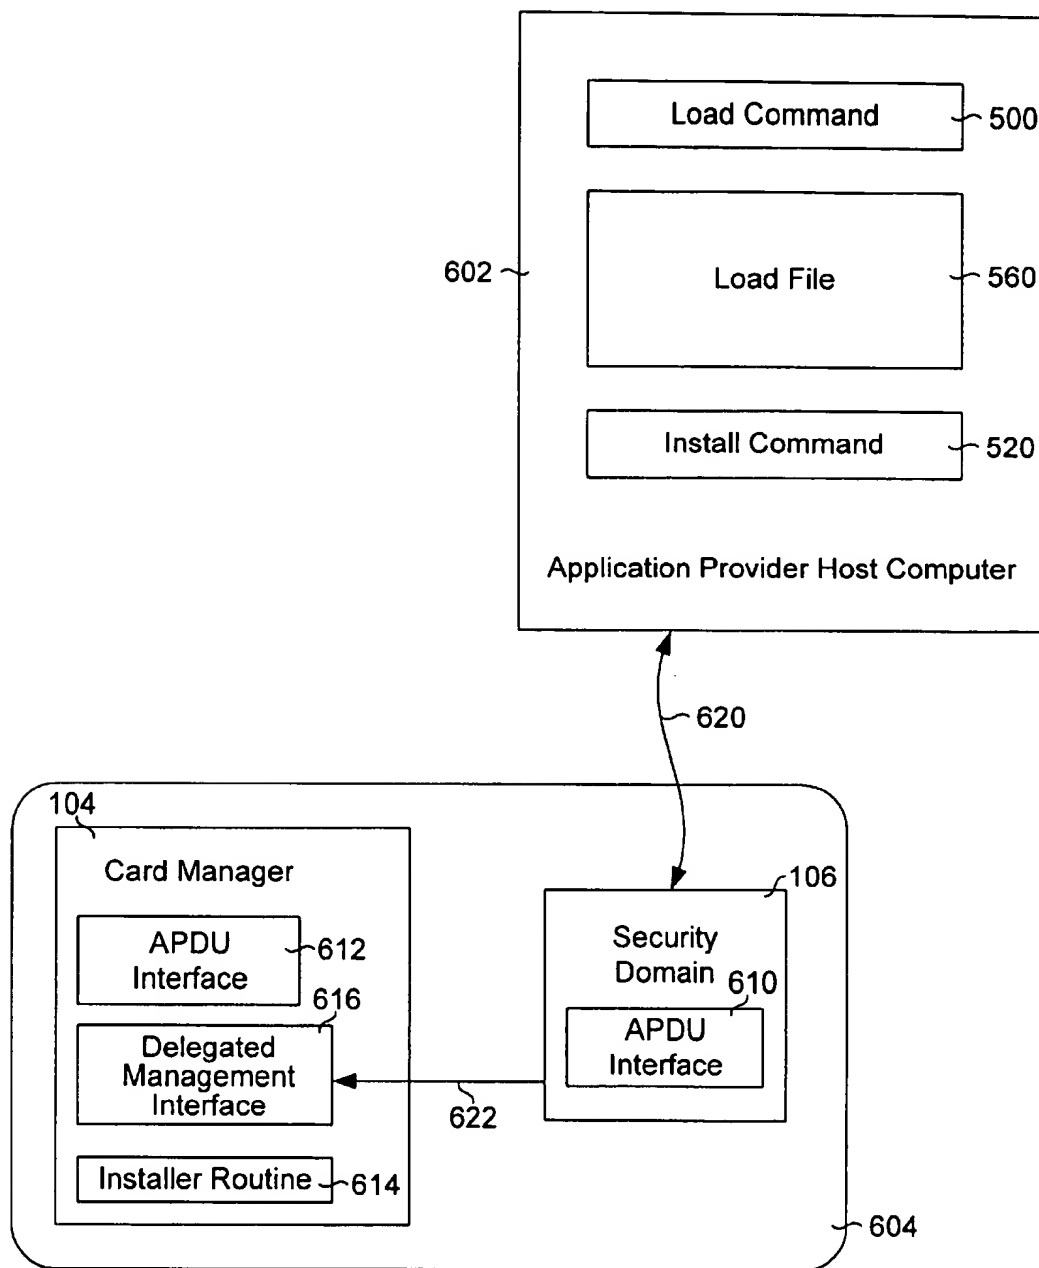 Load Command
500
602
Load File
560
Install Command
520
Application Provider Host Computer
620
104
Card Manager
106
APDU
Interface
612
Security
Domain
616
610
Delegated
Management
Interface
APDU
Interface
622
Installer Routine
614
604